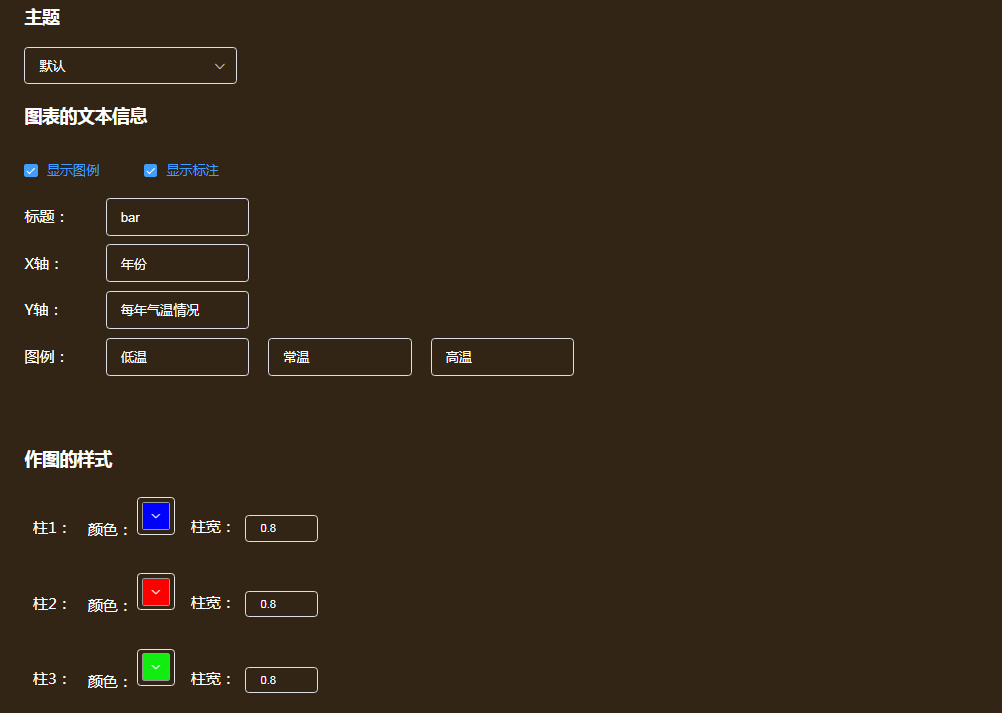 主题
默认
图表的文本信息
显示图例 显示标注
标题： bar
X轴： 年份
Y轴： 每年气温情况
图例： 低温 常温 高温
作图的样式
柱1： 颜色： 柱宽： 0.8
柱2： 颜色： 柱宽： 0.8
柱3： 颜色： 柱宽： 0.8